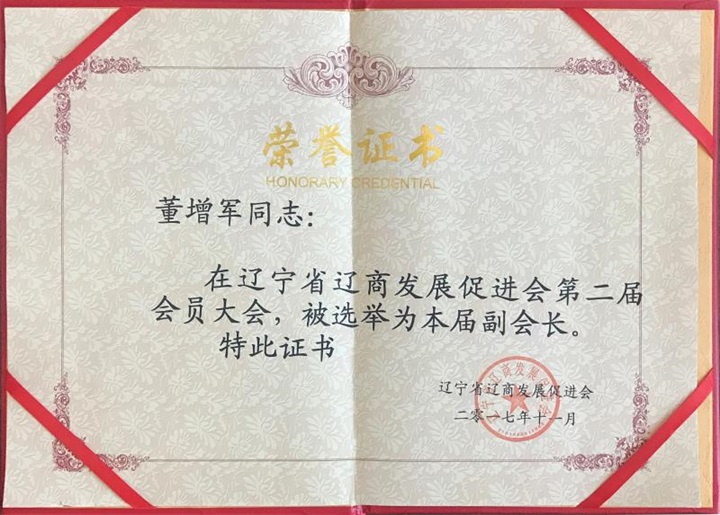 荣誉证书
HONORARY CREDENTIAL
董增军同志：
在辽宁省辽商发展促进会第二届
会员大会，被选举为本届副会长。
特此证书
辽宁省辽商发展促进会
二零一七年十一月